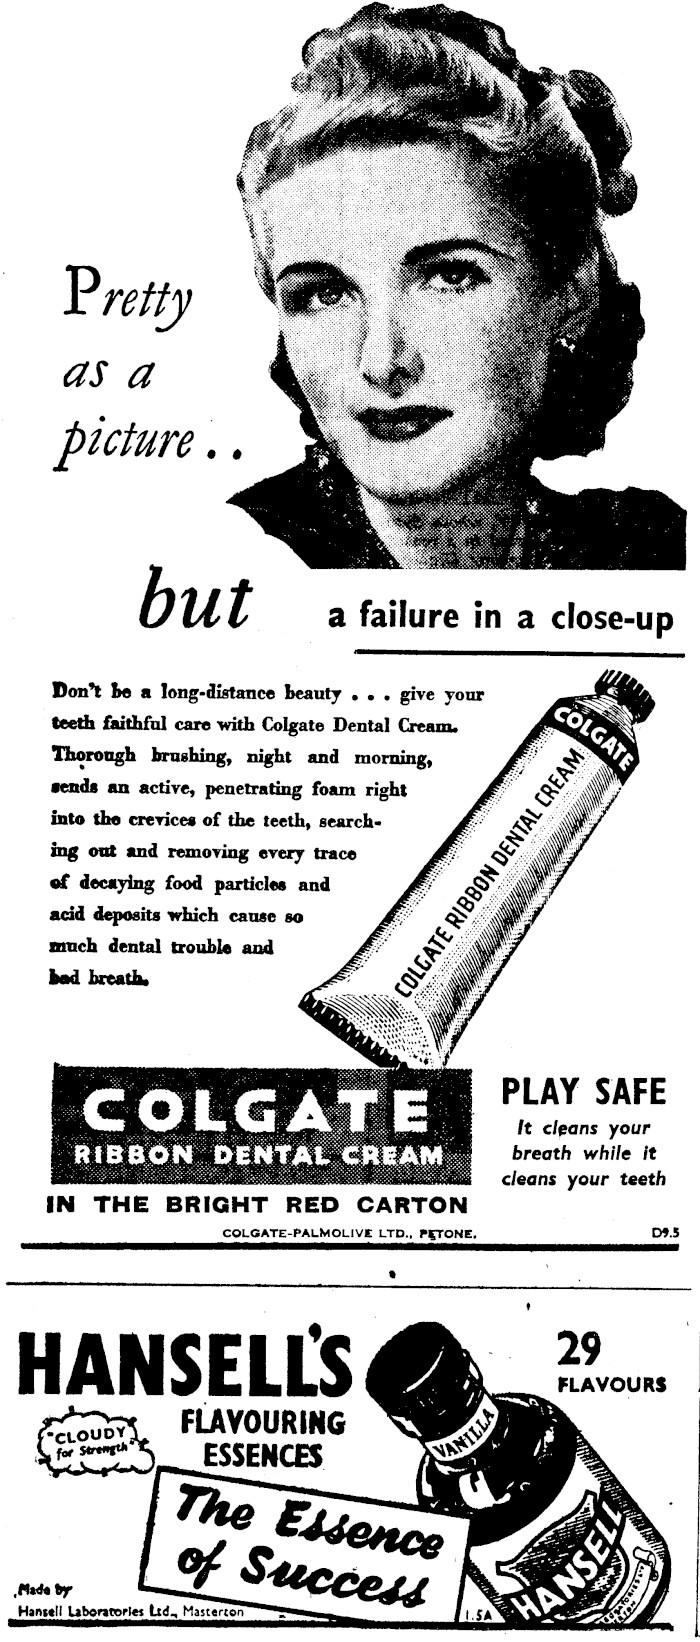 Pretty
as a
picture . .
but a failure in a close-up
Don't be a long-distance beauty . . . give your
teeth faithful care with Colgate Dental Cream.
Thorough brushing, night and morning,
sends an active, penetrating foam right
into the crevices of the teeth, search-
ing out and removing every trace
of decaying food particles and
acid deposits which cause so
much dental trouble and
bad breath.
COLGATE
COLGATE RIBBON DENTAL CREAM
COLGATE
RIBBON DENTAL CREAM
IN THE BRIGHT RED CARTON
PLAY SAFE
It cleans your
breath while it
cleans your teeth
COLGATE-PALMOLIVE LTD., PETONE. D9.5
HANSELL'S
FLAVOURING
ESSENCES
29
FLAVOURS
"CLOUDY"
for Strength
The Essence
of Success
VANILLA
HANSELL
Made by
Hansell Laboratories Ltd., Masterton
1.5A